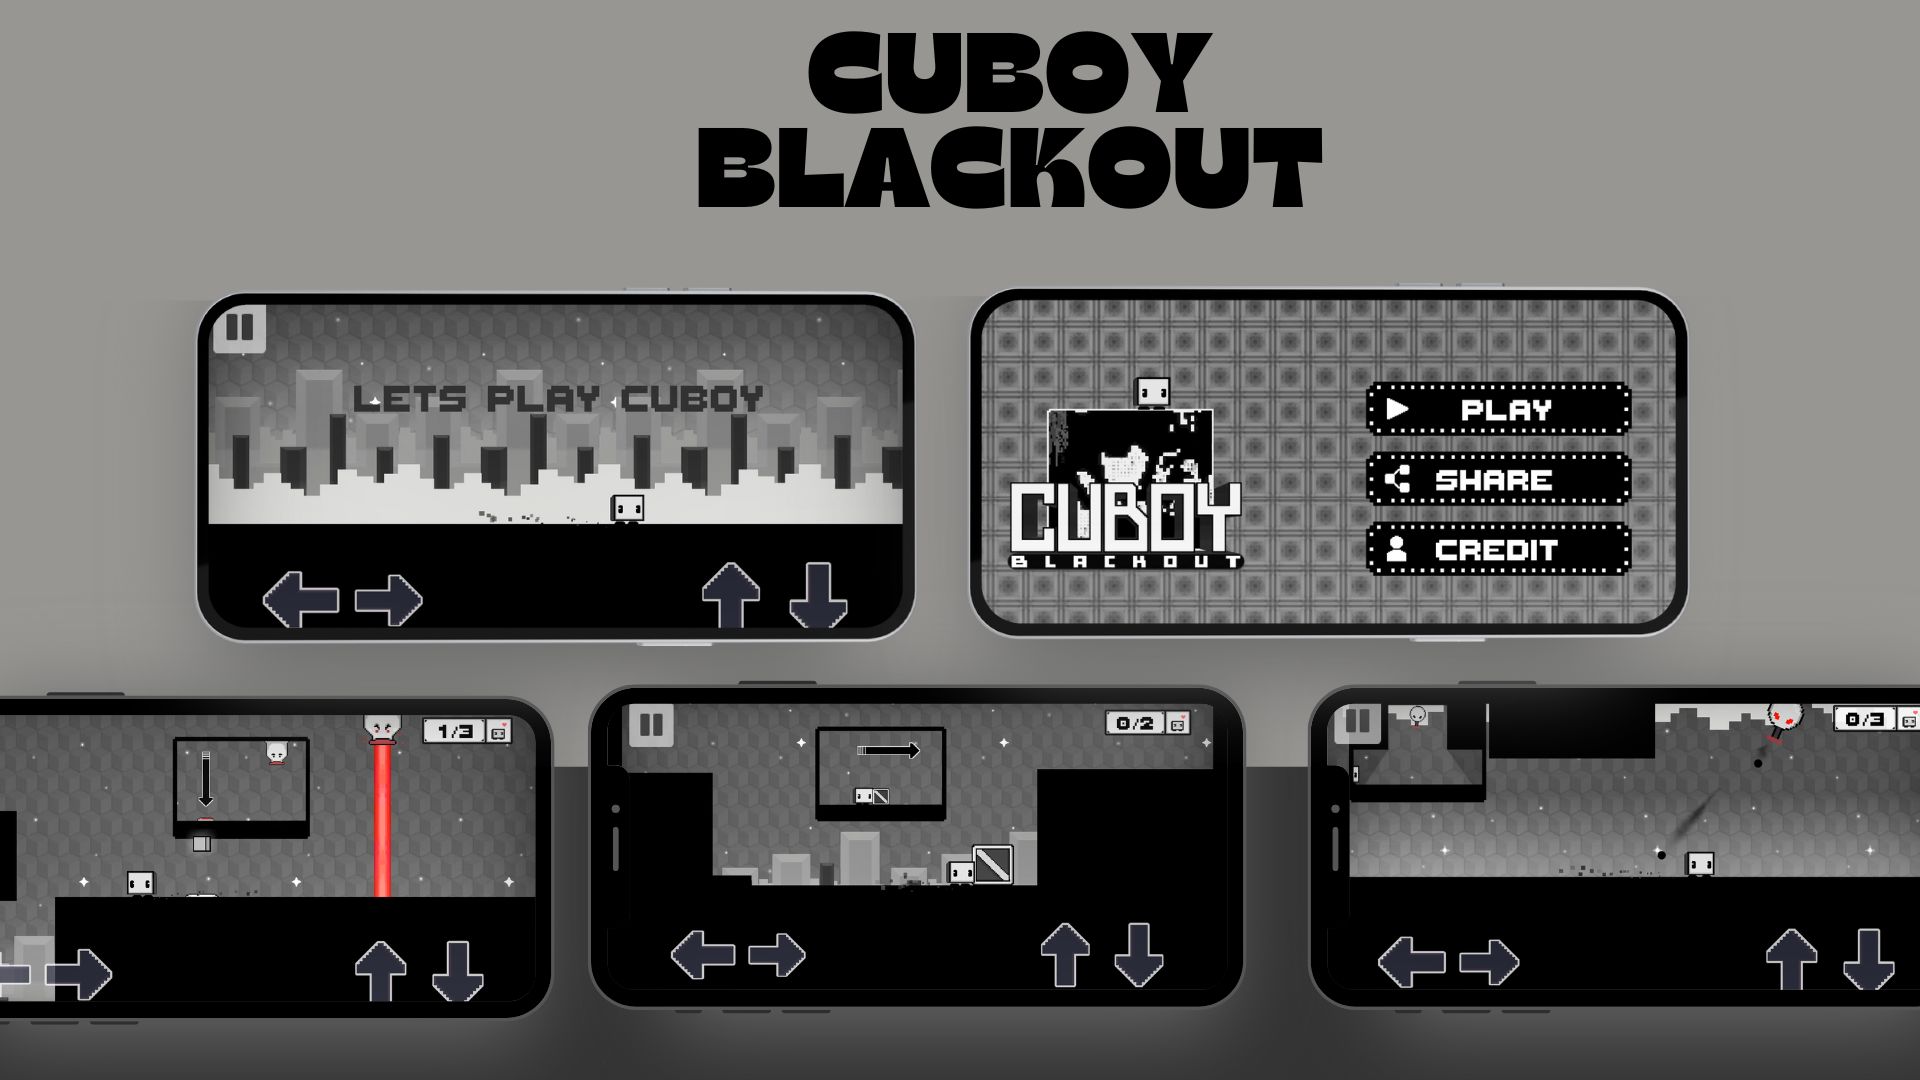 CUBOY
BLACKOUT
LETS PLAY CUBOY
CUBOY
BLACKOUT
PLAY
SHARE
CREDIT
1/3
0/2
0/3